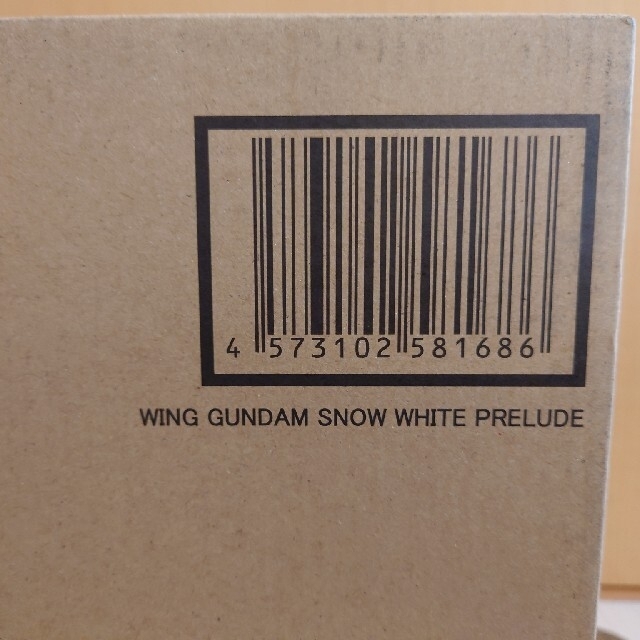 4 573102 581686
WING GUNDAM SNOW WHITE PRELUDE